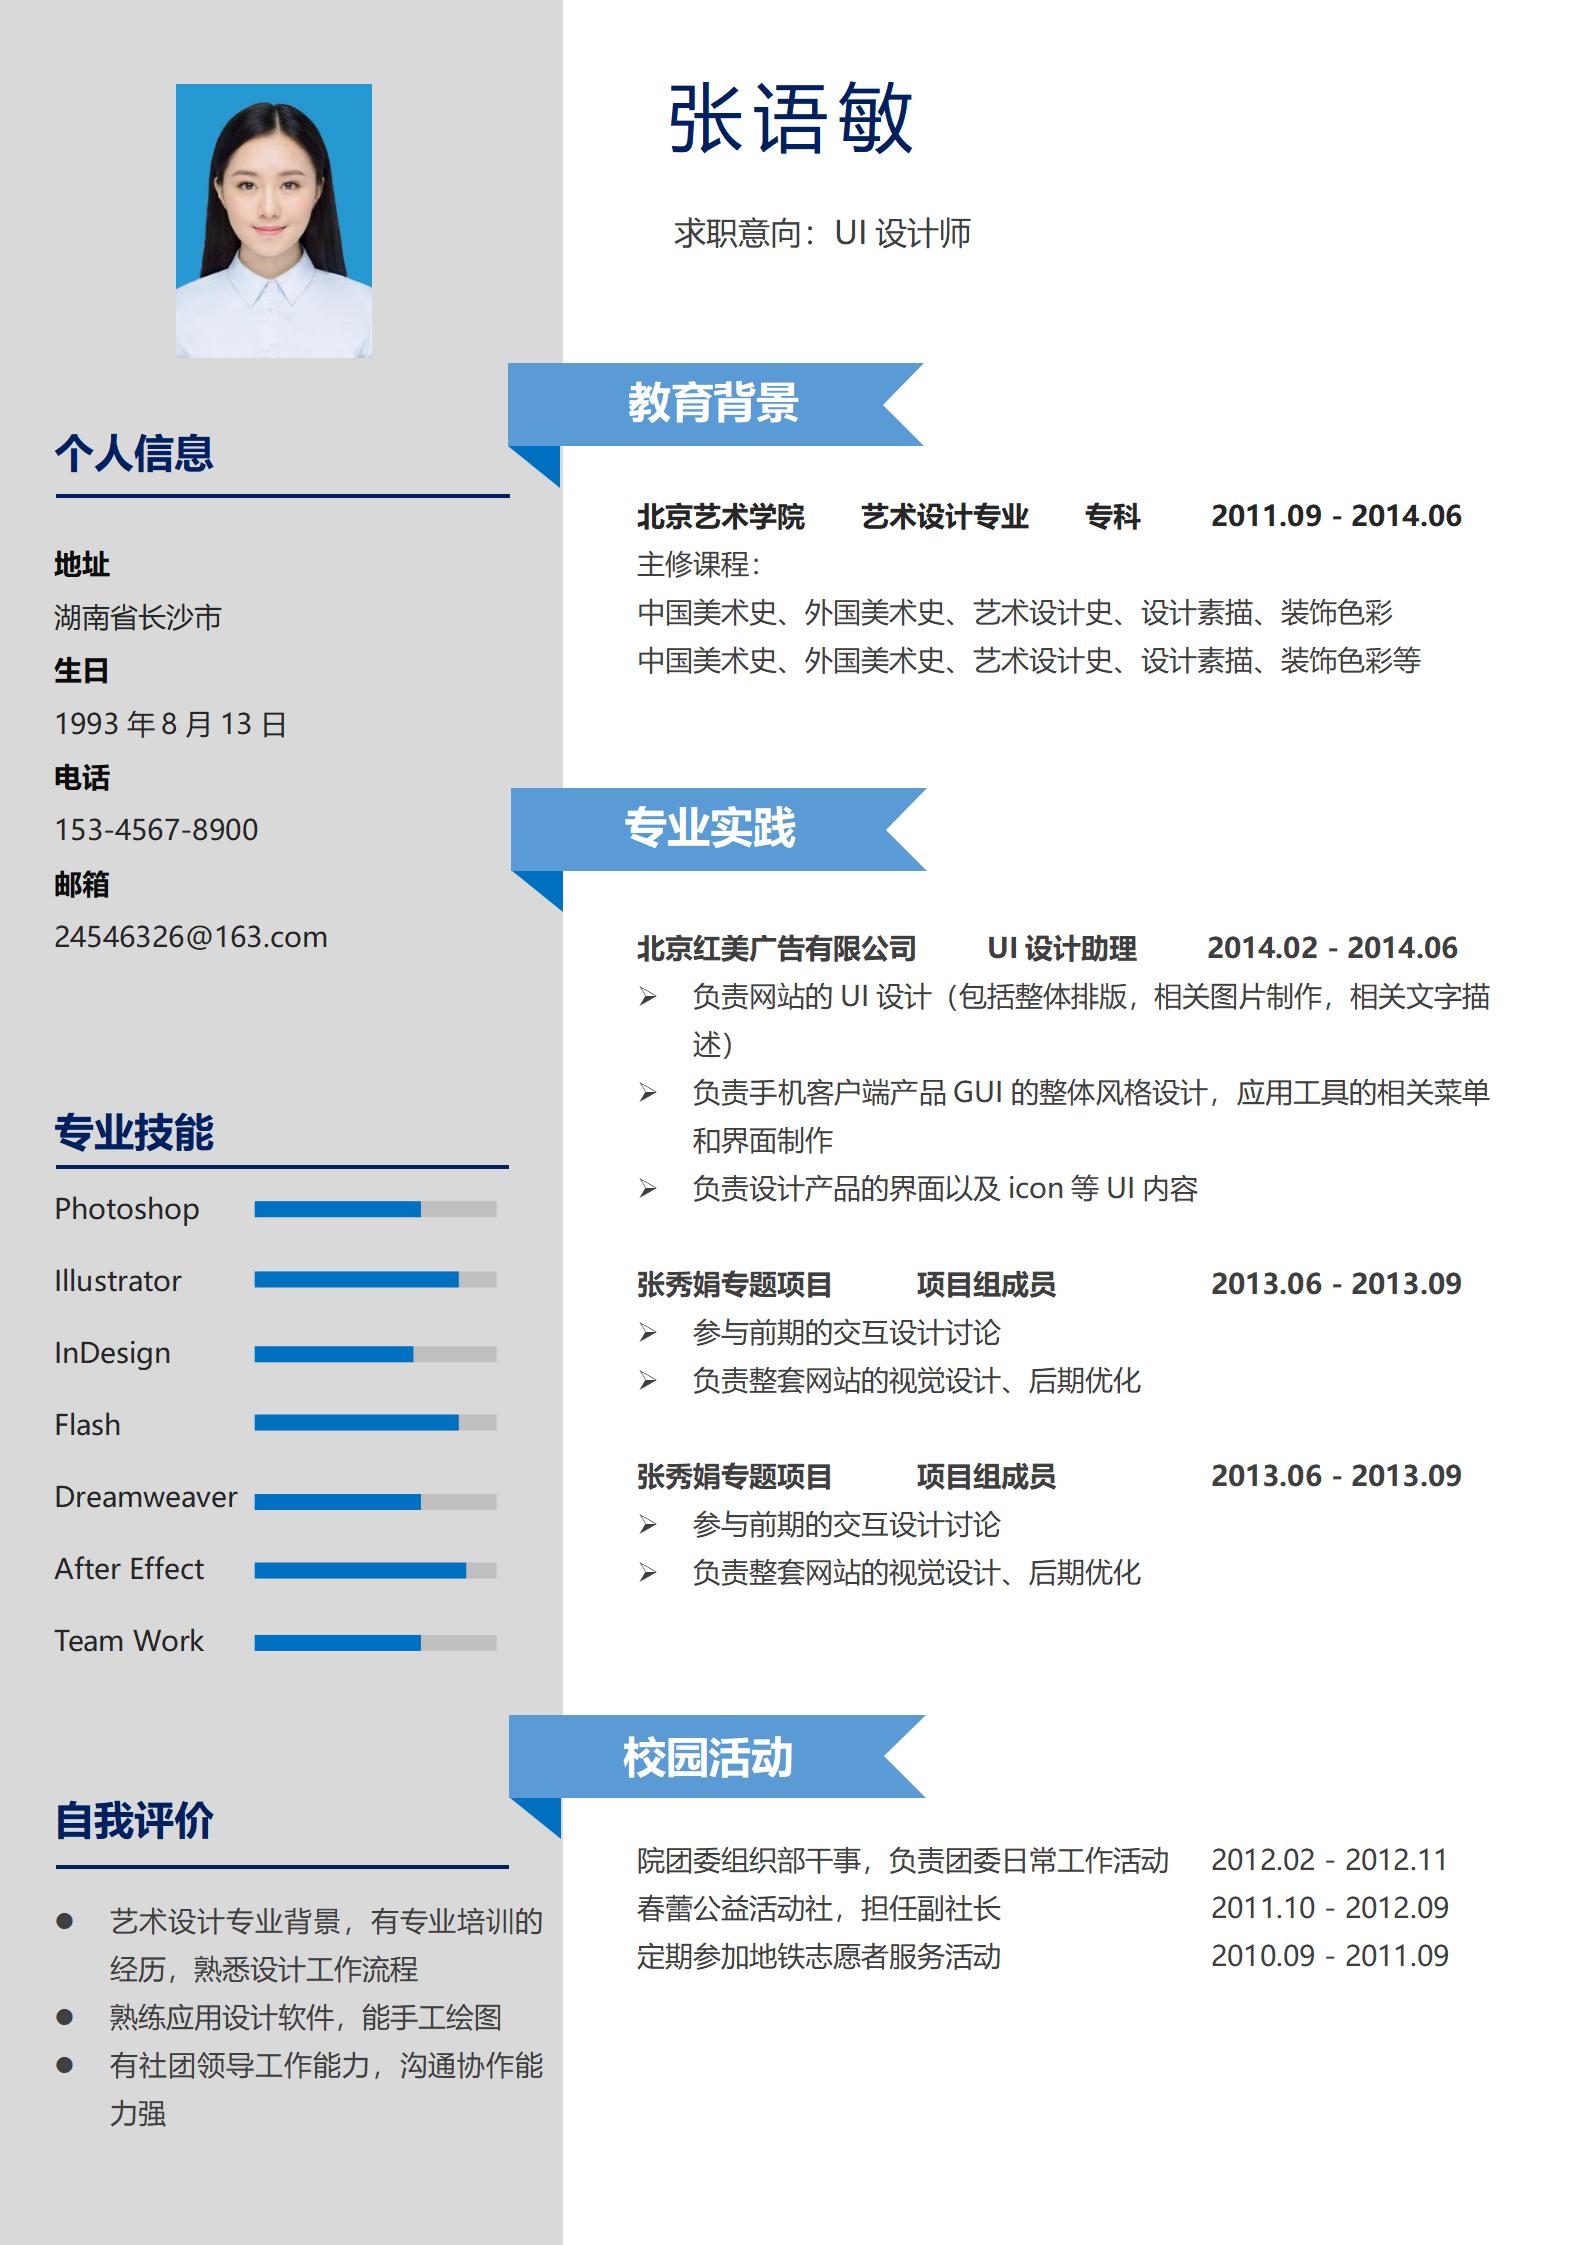 张语敏
求职意向：UI 设计师
个人信息
地址
湖南省长沙市
生日
1993 年 8 月 13 日
电话
153-4567-8900
邮箱
24546326@163.com
专业技能
Photoshop
Illustrator
InDesign
Flash
Dreamweaver
After Effect
Team Work
自我评价
● 艺术设计专业背景，有专业培训的
经历，熟悉设计工作流程
● 熟练应用设计软件，能手工绘图
● 有社团领导工作能力，沟通协作能
力强
教育背景
北京艺术学院 艺术设计专业 专科 2011.09 - 2014.06
主修课程：
中国美术史、外国美术史、艺术设计史、设计素描、装饰色彩
中国美术史、外国美术史、艺术设计史、设计素描、装饰色彩等
专业实践
北京红美广告有限公司 UI 设计助理 2014.02 - 2014.06
➢ 负责网站的 UI 设计（包括整体排版，相关图片制作，相关文字描
述）
➢ 负责手机客户端产品 GUI 的整体风格设计，应用工具的相关菜单
和界面制作
➢ 负责设计产品的界面以及 icon 等 UI 内容
张秀娟专题项目 项目组成员 2013.06 - 2013.09
➢ 参与前期的交互设计讨论
➢ 负责整套网站的视觉设计、后期优化
张秀娟专题项目 项目组成员 2013.06 - 2013.09
➢ 参与前期的交互设计讨论
➢ 负责整套网站的视觉设计、后期优化
校园活动
院团委组织部干事，负责团委日常工作活动 2012.02 - 2012.11
春蕾公益活动社，担任副社长 2011.10 - 2012.09
定期参加地铁志愿者服务活动 2010.09 - 2011.09